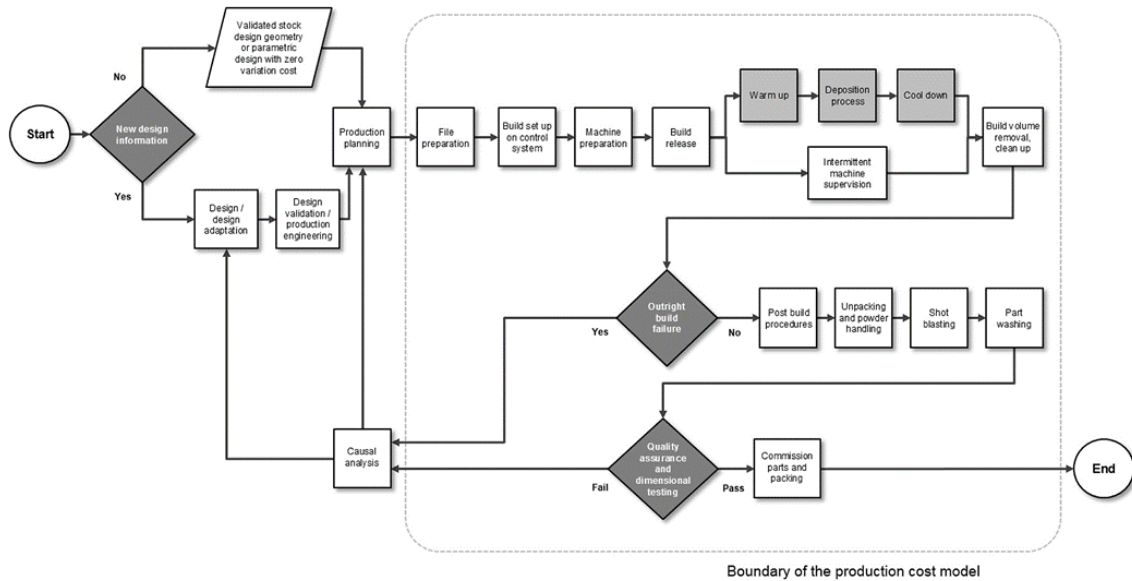 Start
New design
information
No
Yes
Validated stock
design geometry
or parametric
design with zero
variation cost
Design /
design
adaptation
Design
validation /
production
engineering
Production
planning
File
preparation
Build set up
on control
system
Machine
preparation
Build
release
Warm up
Deposition
process
Cool down
Intermittent
machine
supervision
Build volume
removal,
clean up
Outright
build
failure
Yes
No
Post build
procedures
Unpacking
and powder
handling
Shot
blasting
Part
washing
Causal
analysis
Quality
assurance
and
dimensional
testing
Fail
Pass
Commission
parts and
packing
End
Boundary of the production cost model